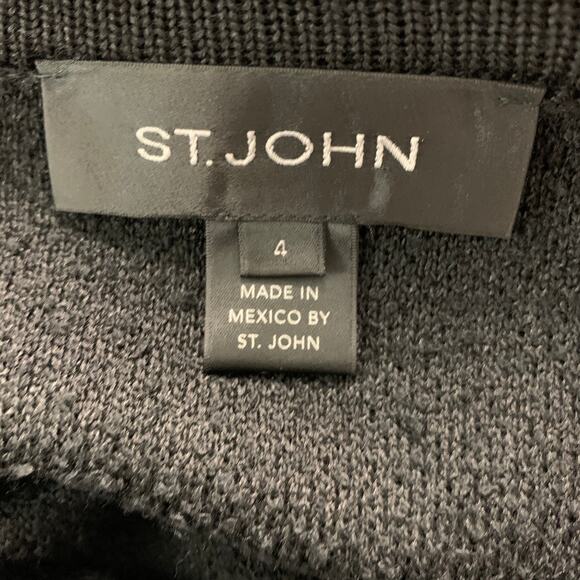 ST. JOHN
4
MADE IN
MEXICO BY
ST. JOHN